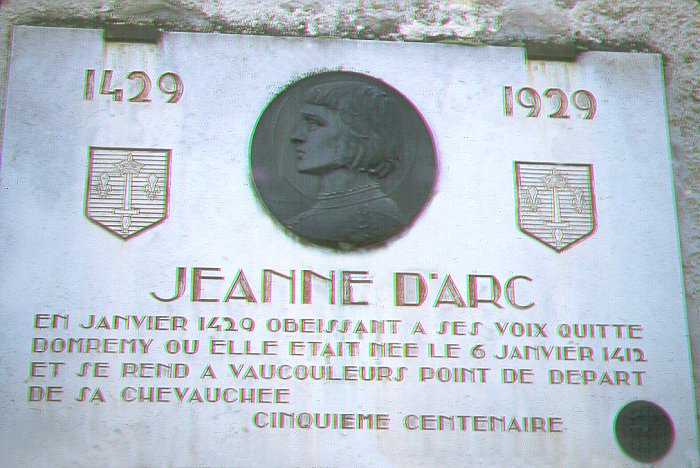 1429
1929
JEANNE D'ARC
EN JANVIER 1429 OBEISSANT A SES VOIX QUITTE
DOMREMY OU ELLE ETAIT NEE LE 6 JANVIER 1412
ET SE REND A VAUCOULEURS POINT DE DEPART
DE SA CHEVAUCHEE
CINQUIEME CENTENAIRE